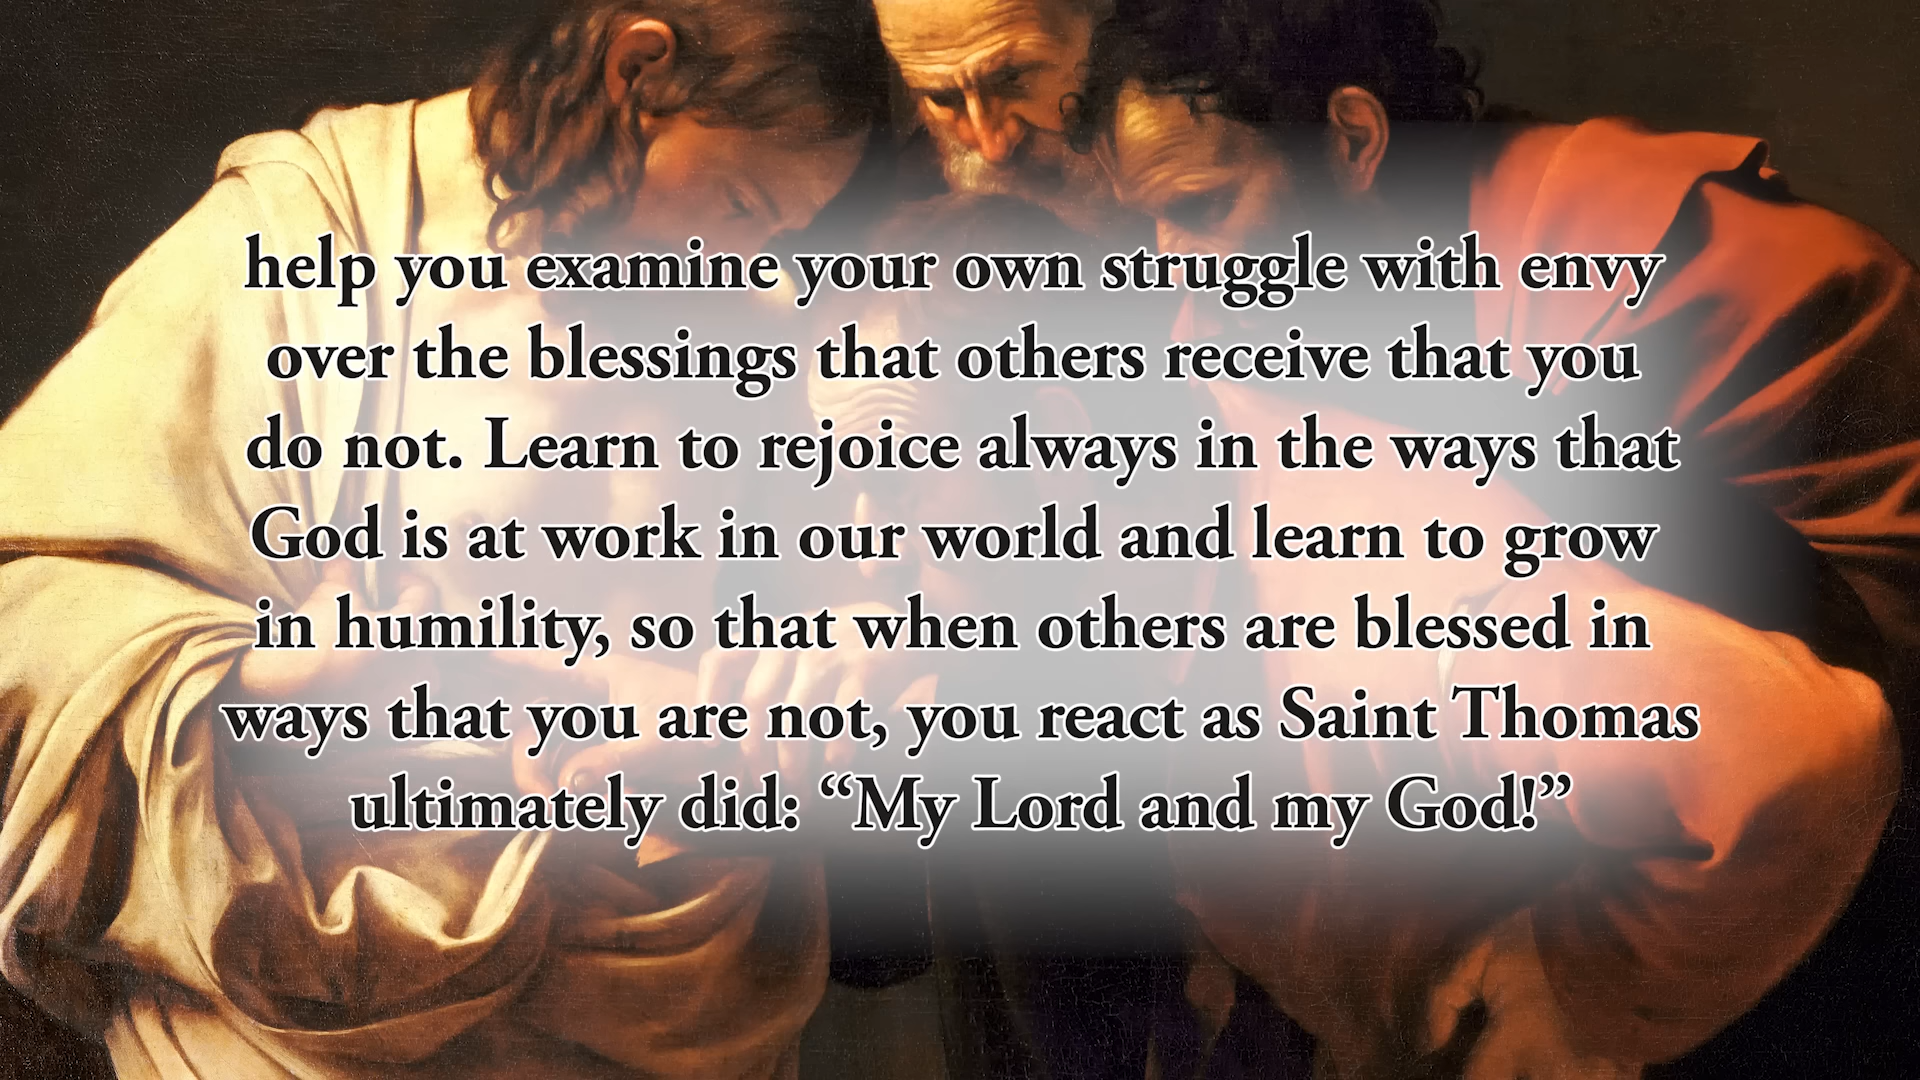 help you examine your own struggle with envy
over the blessings that others receive that you
do not. Learn to rejoice always in the ways that
God is at work in our world and learn to grow
in humility, so that when others are blessed in
ways that you are not, you react as Saint Thomas
ultimately did: “My Lord and my God!”